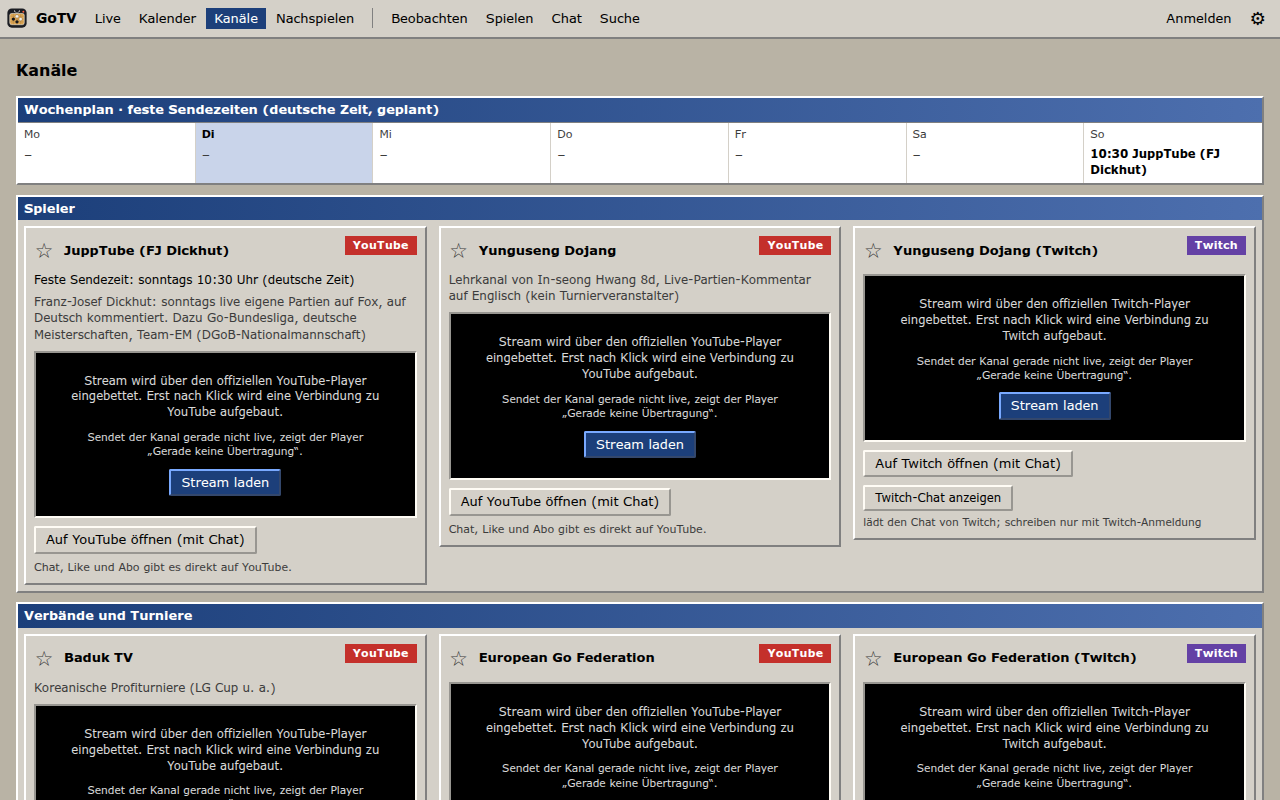 GoTV Live Kalender Kanäle Nachspielen Beobachten Spielen Chat Suche Anmelden
Kanäle
Wochenplan · feste Sendezeiten (deutsche Zeit, geplant)
Mo Di Mi Do Fr Sa So
– – – – – – 10:30 JuppTube (FJ
Dickhut)
Spieler
JuppTube (FJ Dickhut) YouTube
Feste Sendezeit: sonntags 10:30 Uhr (deutsche Zeit)
Franz-Josef Dickhut: sonntags live eigene Partien auf Fox, auf
Deutsch kommentiert. Dazu Go-Bundesliga, deutsche
Meisterschaften, Team-EM (DGoB-Nationalmannschaft)
Stream wird über den offiziellen YouTube-Player
eingebettet. Erst nach Klick wird eine Verbindung zu
YouTube aufgebaut.
Sendet der Kanal gerade nicht live, zeigt der Player
„Gerade keine Übertragung“.
Stream laden
Auf YouTube öffnen (mit Chat)
Chat, Like und Abo gibt es direkt auf YouTube.
Yunguseng Dojang YouTube
Lehrkanal von In-seong Hwang 8d, Live-Partien-Kommentar
auf Englisch (kein Turnierveranstalter)
Stream wird über den offiziellen YouTube-Player
eingebettet. Erst nach Klick wird eine Verbindung zu
YouTube aufgebaut.
Sendet der Kanal gerade nicht live, zeigt der Player
„Gerade keine Übertragung“.
Stream laden
Auf YouTube öffnen (mit Chat)
Chat, Like und Abo gibt es direkt auf YouTube.
Yunguseng Dojang (Twitch) Twitch
Stream wird über den offiziellen Twitch-Player
eingebettet. Erst nach Klick wird eine Verbindung zu
Twitch aufgebaut.
Sendet der Kanal gerade nicht live, zeigt der Player
„Gerade keine Übertragung“.
Stream laden
Auf Twitch öffnen (mit Chat)
Twitch-Chat anzeigen
lädt den Chat von Twitch; schreiben nur mit Twitch-Anmeldung
Verbände und Turniere
Baduk TV YouTube
Koreanische Profiturniere (LG Cup u. a.)
Stream wird über den offiziellen YouTube-Player
eingebettet. Erst nach Klick wird eine Verbindung zu
YouTube aufgebaut.
Sendet der Kanal gerade nicht live, zeigt der Player
European Go Federation YouTube
Stream wird über den offiziellen YouTube-Player
eingebettet. Erst nach Klick wird eine Verbindung zu
YouTube aufgebaut.
Sendet der Kanal gerade nicht live, zeigt der Player
„Gerade keine Übertragung“.
European Go Federation (Twitch) Twitch
Stream wird über den offiziellen Twitch-Player
eingebettet. Erst nach Klick wird eine Verbindung zu
Twitch aufgebaut.
Sendet der Kanal gerade nicht live, zeigt der Player
„Gerade keine Übertragung“.